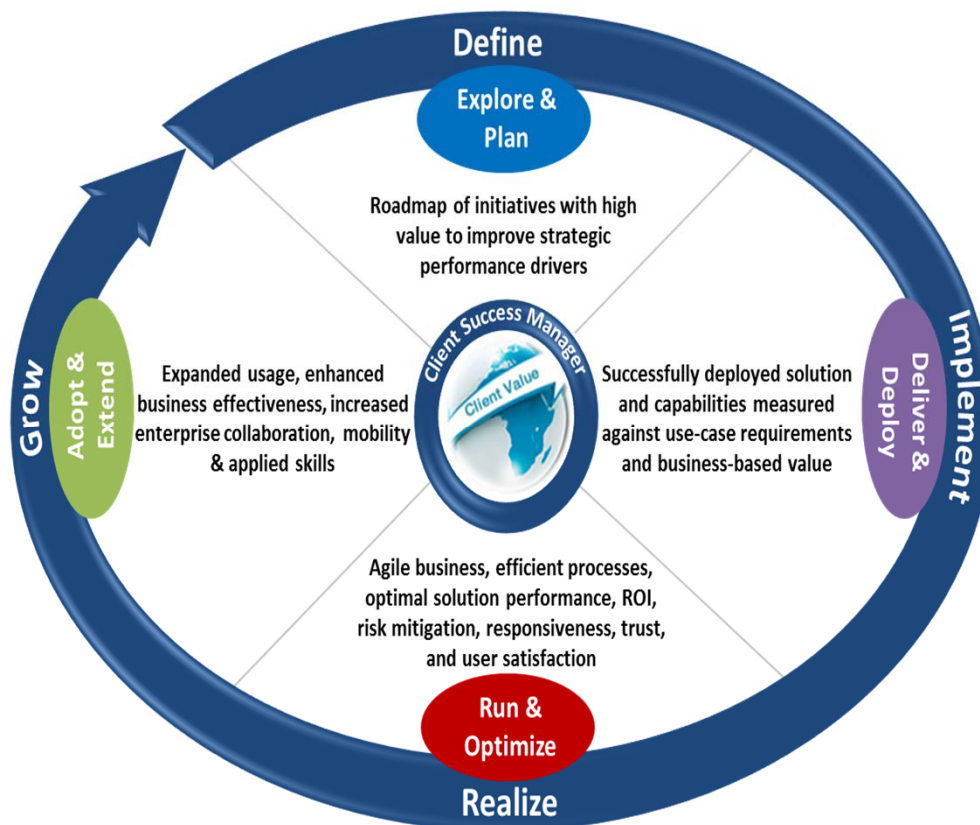 Define
Explore &
Plan
Roadmap of initiatives with high
value to improve strategic
performance drivers
Implement
Deliver &
Deploy
Successfully deployed solution
and capabilities measured
against use-case requirements
and business-based value
Client Success Manager
Client Value
Grow
Adopt &
Extend
Expanded usage, enhanced
business effectiveness, increased
enterprise collaboration, mobility
& applied skills
Agile business, efficient processes,
optimal solution performance, ROI,
risk mitigation, responsiveness, trust,
and user satisfaction
Run &
Optimize
Realize